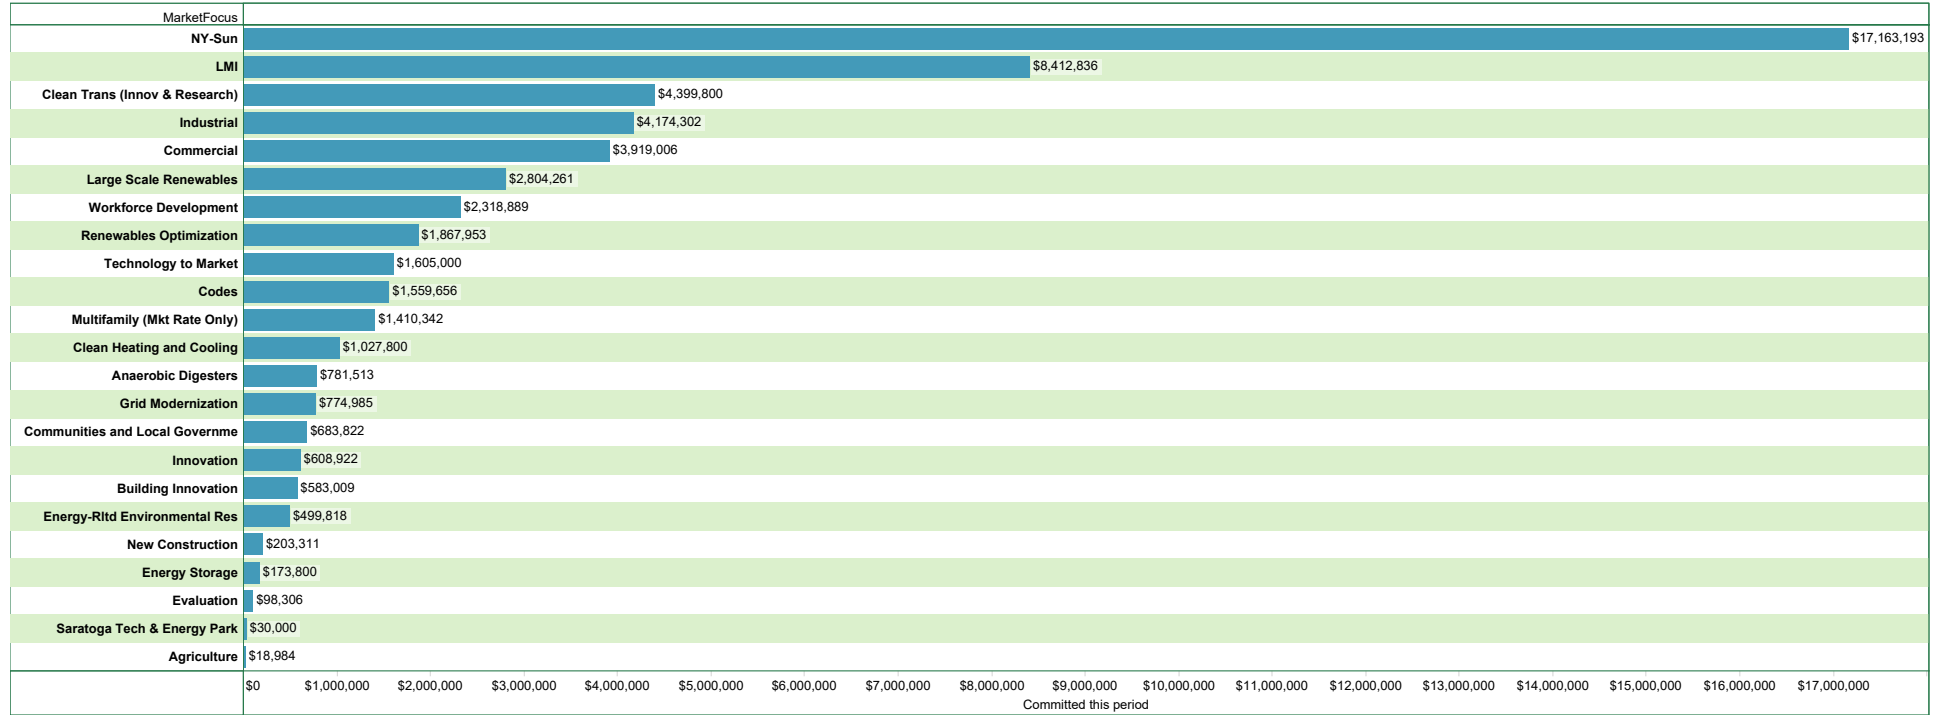 MarketFocus
NY-Sun $17,163,193
LMI $8,412,836
Clean Trans (Innov & Research) $4,399,800
Industrial $4,174,302
Commercial $3,919,006
Large Scale Renewables $2,804,261
Workforce Development $2,318,889
Renewables Optimization $1,867,953
Technology to Market $1,605,000
Codes $1,559,656
Multifamily (Mkt Rate Only) $1,410,342
Clean Heating and Cooling $1,027,800
Anaerobic Digesters $781,513
Grid Modernization $774,985
Communities and Local Governme $683,822
Innovation $608,922
Building Innovation $583,009
Energy-Rltd Environmental Res $499,818
New Construction $203,311
Energy Storage $173,800
Evaluation $98,306
Saratoga Tech & Energy Park $30,000
Agriculture $18,984
$0 $1,000,000 $2,000,000 $3,000,000 $4,000,000 $5,000,000 $6,000,000 $7,000,000 $8,000,000 $9,000,000 $10,000,000 $11,000,000 $12,000,000 $13,000,000 $14,000,000 $15,000,000 $16,000,000 $17,000,000
Committed this period